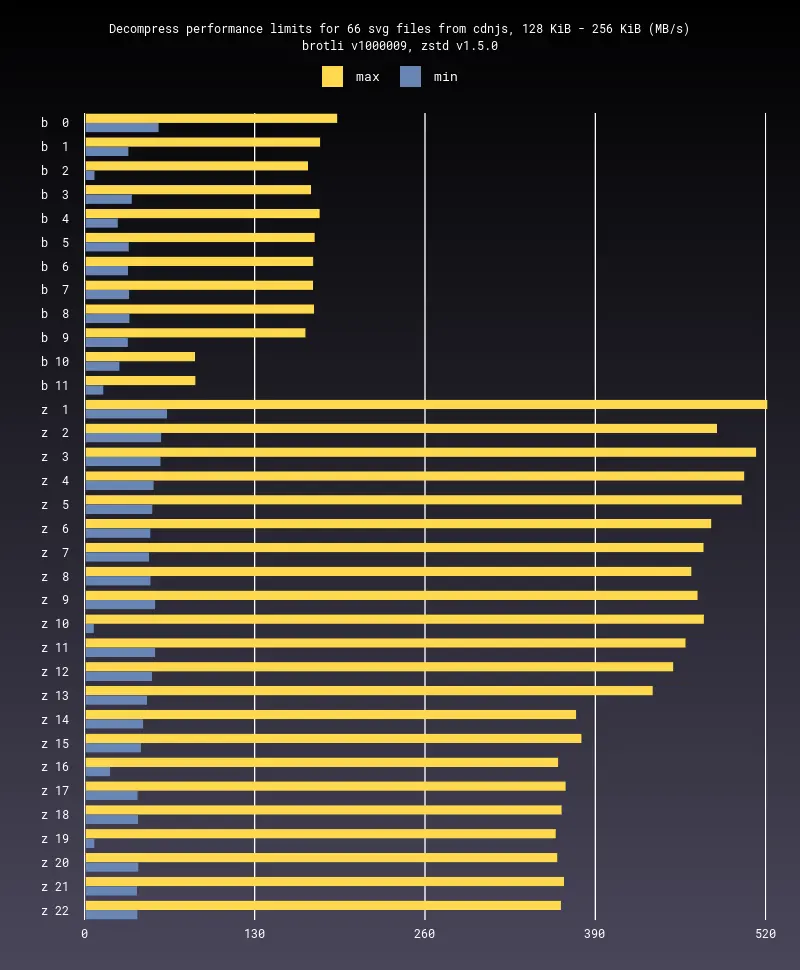 Decompress performance limits for 66 svg files from cdnjs, 128 KiB - 256 KiB (MB/s)
brotli v1000009, zstd v1.5.0
max min
b 0
b 1
b 2
b 3
b 4
b 5
b 6
b 7
b 8
b 9
b 10
b 11
z 1
z 2
z 3
z 4
z 5
z 6
z 7
z 8
z 9
z 10
z 11
z 12
z 13
z 14
z 15
z 16
z 17
z 18
z 19
z 20
z 21
z 22
0 130 260 390 520